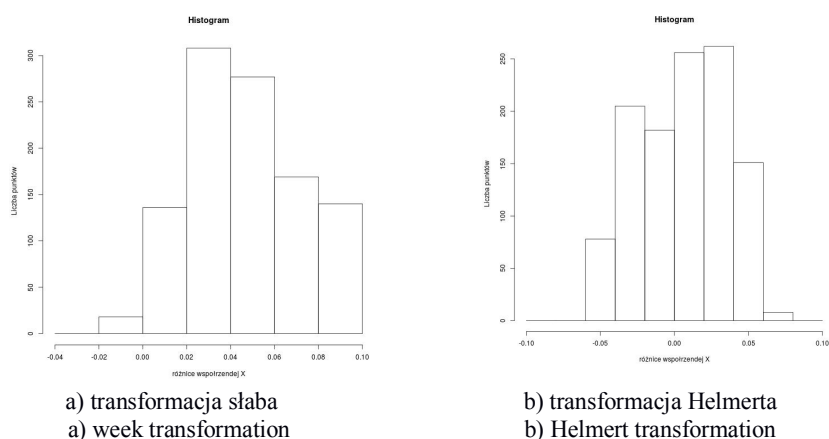 Histogram
Liczba punktów
300
250
200
150
100
50
0
-0.04 -0.02 0.00 0.02 0.04 0.06 0.08 0.10
różnice wspołrzendej X
a) transformacja słaba
a) week transformation
Histogram
Liczba punktów
250
200
150
100
50
0
-0.10 -0.05 0.00 0.05 0.10
różnice wspołrzendej X
b) transformacja Helmerta
b) Helmert transformation